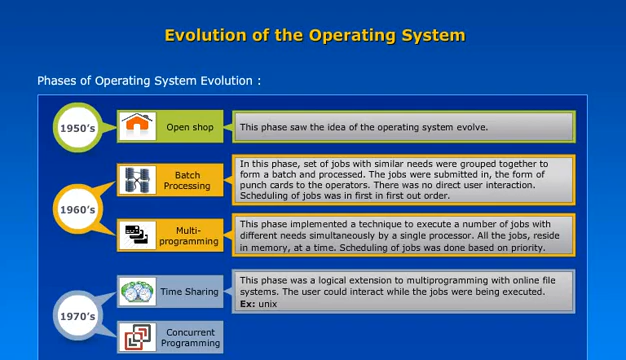 Evolution of the Operating System
Phases of Operating System Evolution :
1950's
Open shop
This phase saw the idea of the operating system evolve.
1960's
Batch
Processing
In this phase, set of jobs with similar needs were grouped together to
form a batch and processed. The jobs were submitted in, the form of
punch cards to the operators. There was no direct user interaction.
Scheduling of jobs was in first in first out order.
Multi-
programming
This phase implemented a technique to execute a number of jobs with
different needs simultaneously by a single processor. All the jobs, reside
in memory, at a time. Scheduling of jobs was done based on priority.
1970's
Time Sharing
This phase was a logical extension to multiprogramming with online file
systems. The user could interact while the jobs were being executed.
Ex: unix
Concurrent
Programming